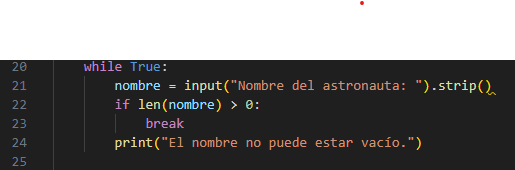 20 while True:
21 nombre = input("Nombre del astronauta: ").strip()
22 if len(nombre) > 0:
23 break
24 print("El nombre no puede estar vacío.")
25